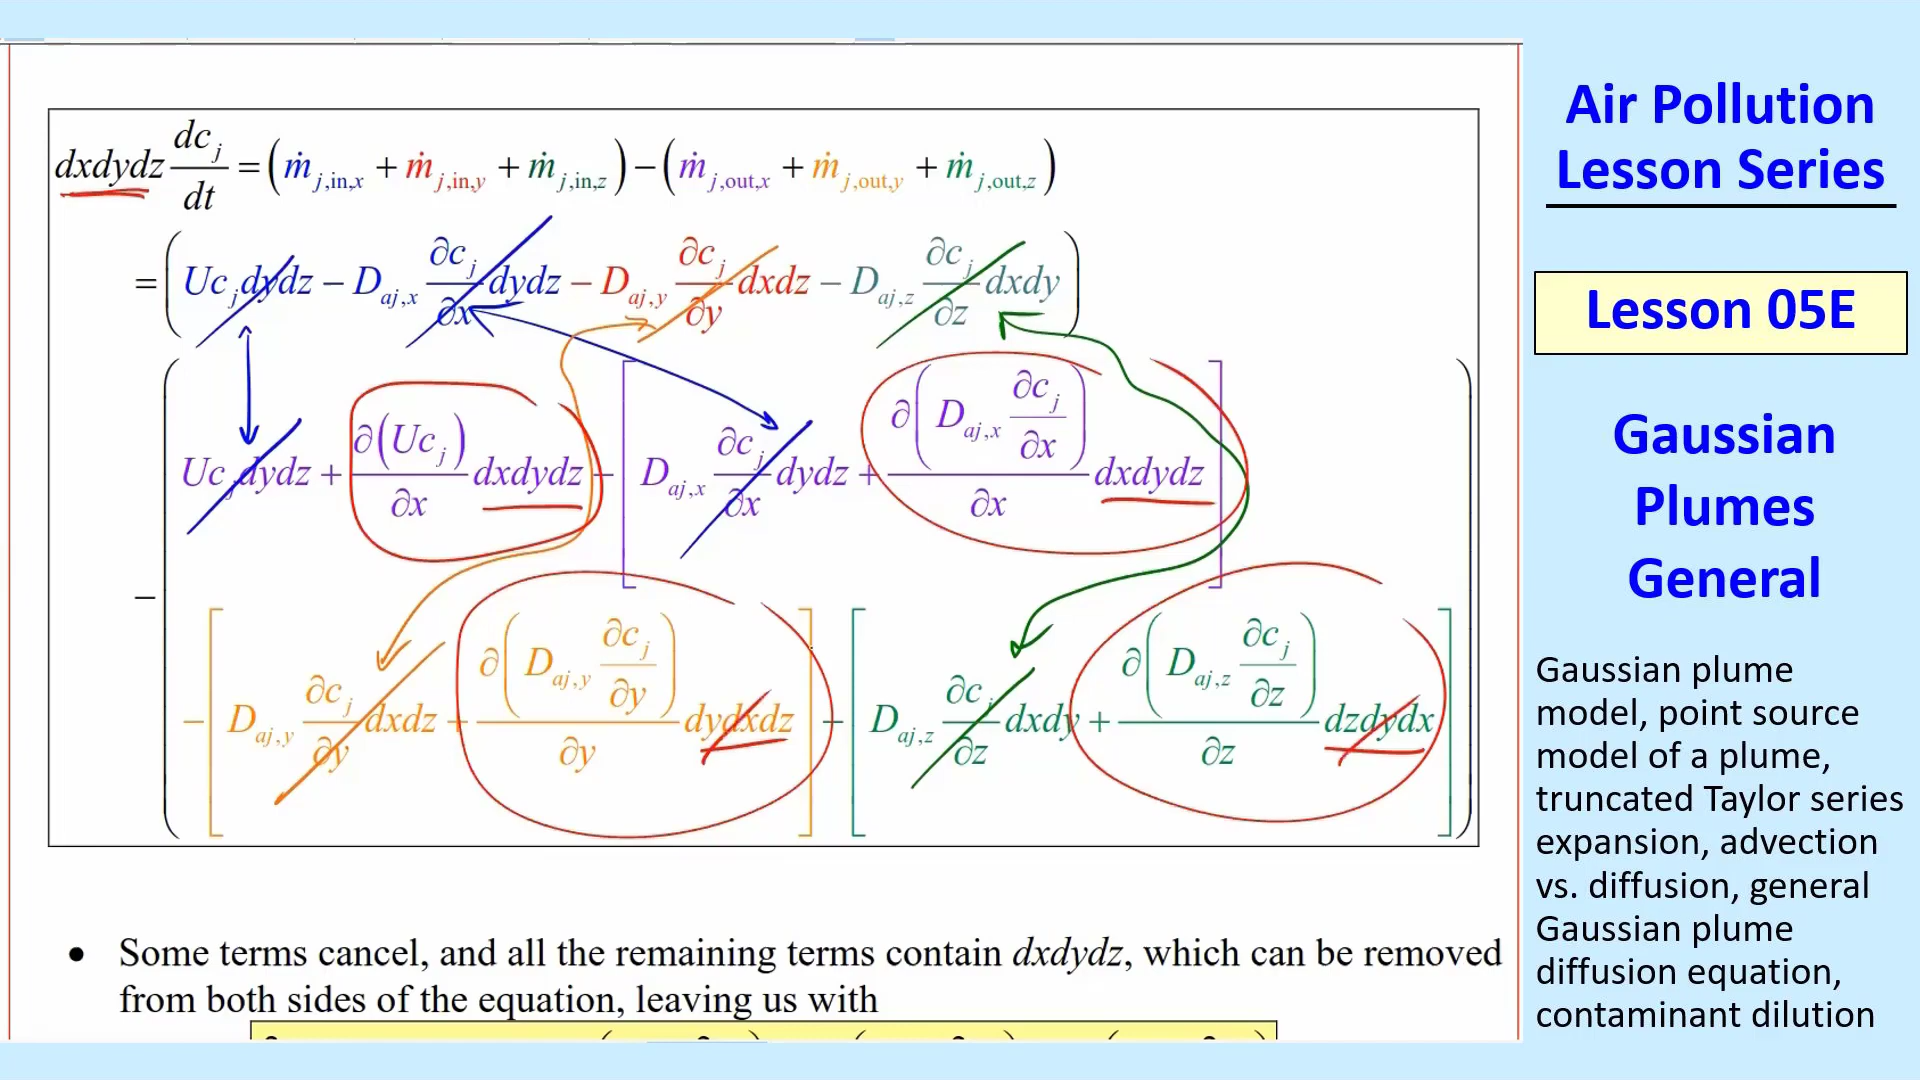 dxdydz dc_j/dt = (ṁ_j,in,x + ṁ_j,in,y + ṁ_j,in,z) − (ṁ_j,out,x + ṁ_j,out,y + ṁ_j,out,z)
= (Uc_j dydz − D_aj,x ∂c_j/∂x dydz − D_aj,y ∂c_j/∂y dxdz − D_aj,z ∂c_j/∂z dxdy)
− (Uc_j dydz + ∂(Uc_j)/∂x dxdydz − [D_aj,x ∂c_j/∂x dydz + ∂(D_aj,x ∂c_j/∂x)/∂x dxdydz]
− [D_aj,y ∂c_j/∂y dxdz + ∂(D_aj,y ∂c_j/∂y)/∂y dydxdz] − [D_aj,z ∂c_j/∂z dxdy + ∂(D_aj,z ∂c_j/∂z)/∂z dzdydx])
• Some terms cancel, and all the remaining terms contain dxdydz, which can be removed
from both sides of the equation, leaving us with
Air Pollution
Lesson Series
Lesson 05E
Gaussian
Plumes
General
Gaussian plume
model, point source
model of a plume,
truncated Taylor series
expansion, advection
vs. diffusion, general
Gaussian plume
diffusion equation,
contaminant dilution